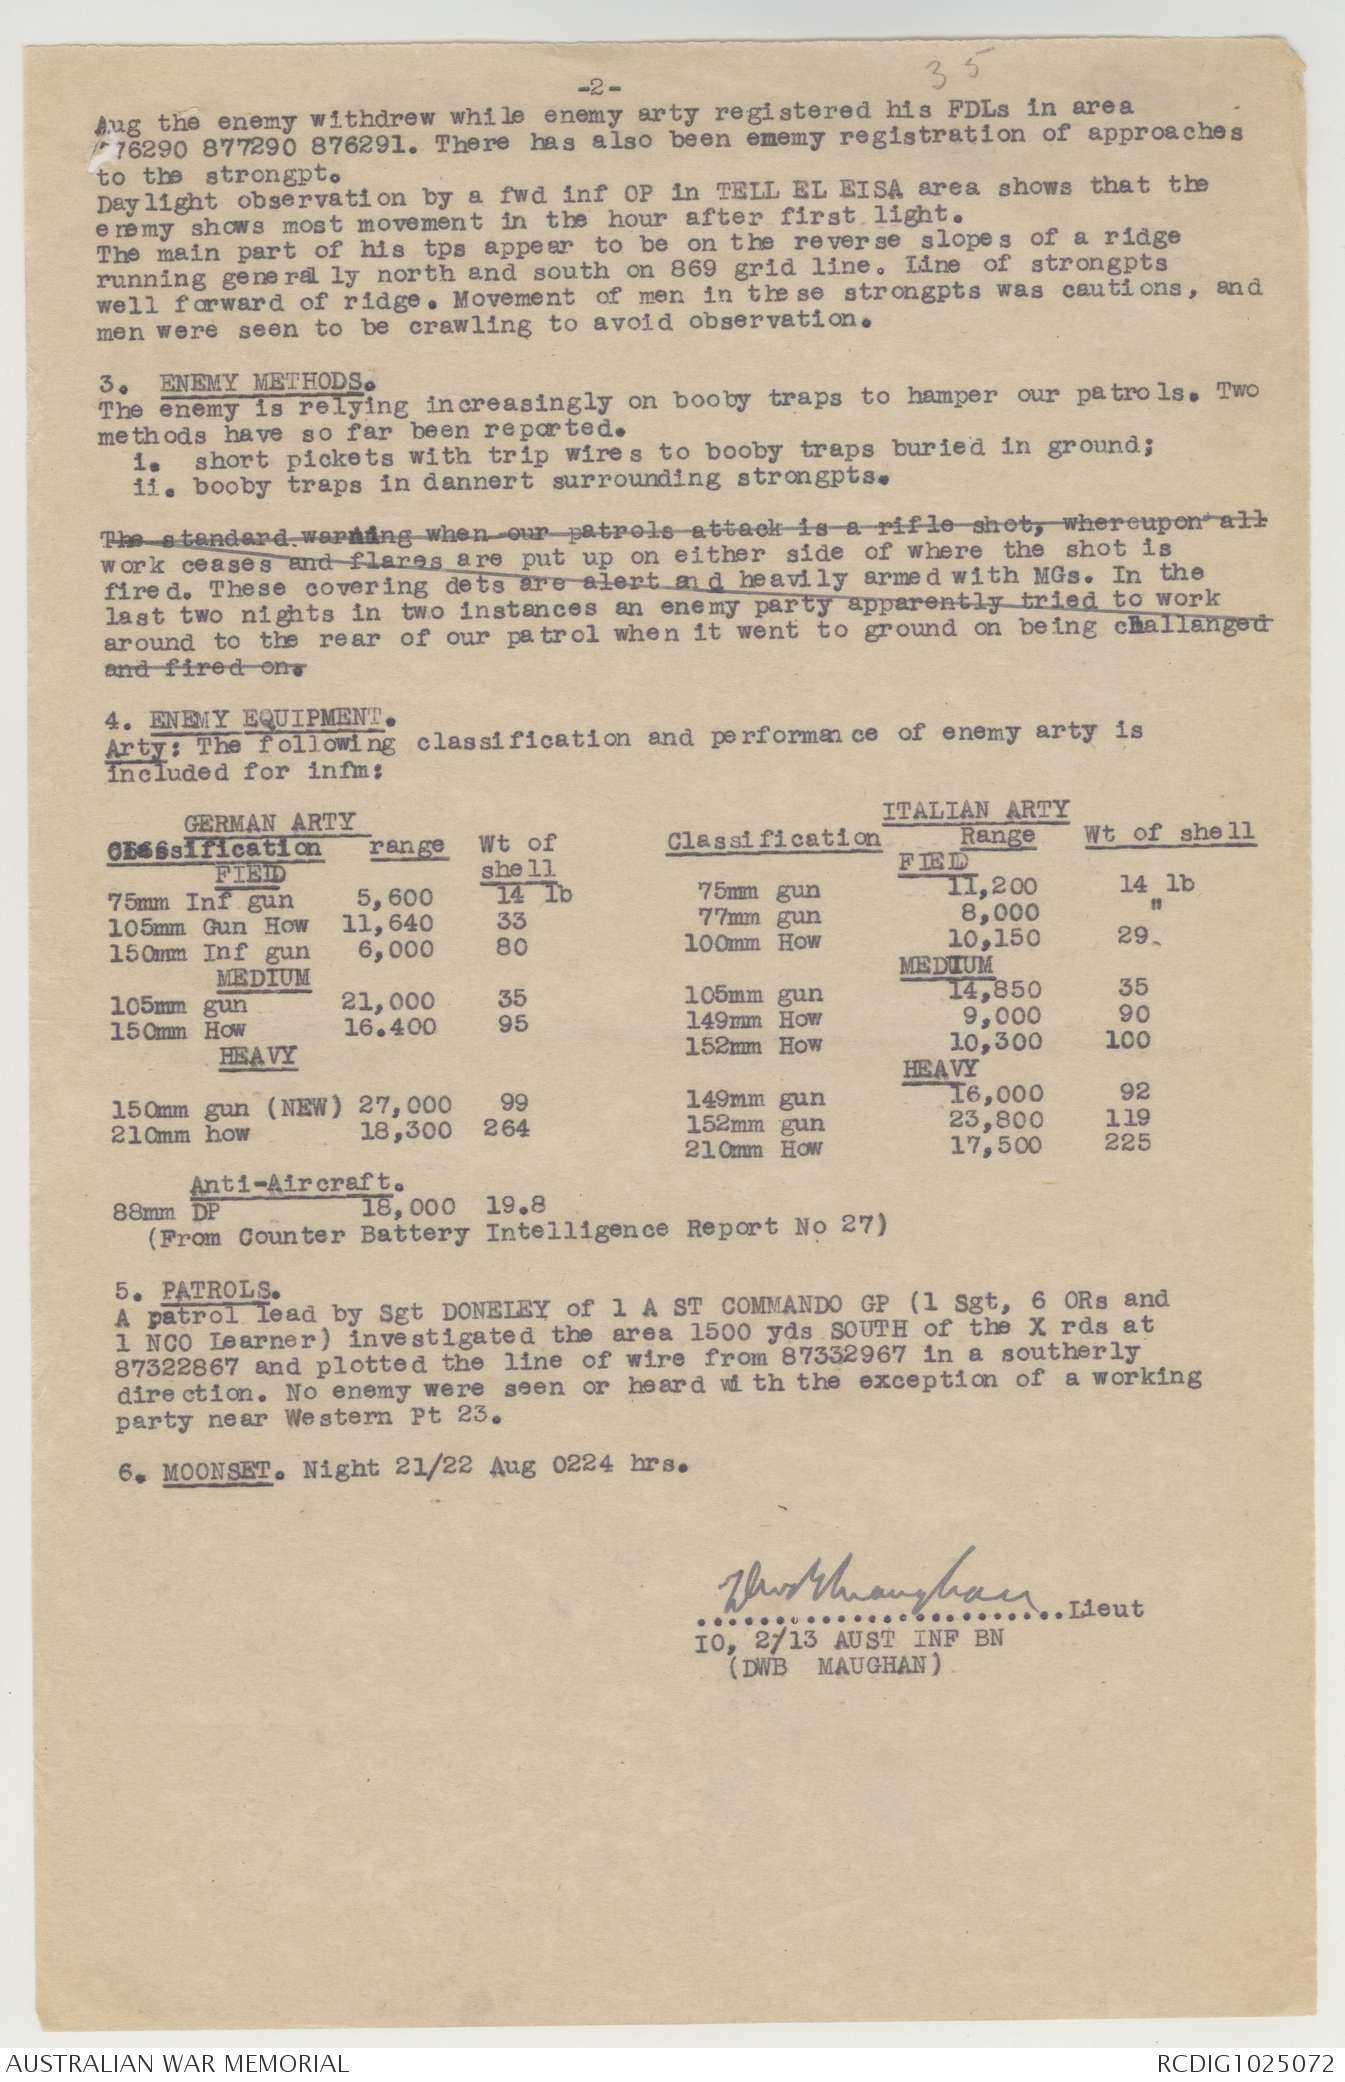 35
-2-
Aug the enemy withdrew while enemy arty registered his FDLs in area
76290 877290 876291. There has also been enemy registration of approaches
to the strongpt.
Daylight observation by a fwd inf OP in TELL EL EISA area shows that the
enemy shows most movement in the hour after first light.
The main part of his tps appear to be on the reverse slopes of a ridge
running generally north and south on 869 grid line. Line of strongpts
well forward of ridge. Movement of men in these strongpts was cautions, and
men were seen to be crawling to avoid observation.
3. ENEMY METHODS.
The enemy is relying increasingly on booby traps to hamper our patrols. Two
methods have so far been reported.
i. short pickets with trip wires to booby traps buried in ground;
ii. booby traps in dannert surrounding strongpts.
The standard warning when our patrols attack is a rifle shot, whereupon all
work ceases and flares are put up on either side of where the shot is
fired. These covering dets are alert and heavily armed with MGs. In the
last two nights in two instances an enemy party apparently tried to work
around to the rear of our patrol when it went to ground on being challanged
and fired on.
4. ENEMY EQUIPMENT.
Arty: The following classification and performance of enemy arty is
included for infm:
GERMAN ARTY
Classification range Wt of shell
FIELD
75mm Inf gun 5,600 14 lb
105mm Gun How 11,640 33
150mm Inf gun 6,000 80
MEDIUM
105mm gun 21,000 35
150mm How 16.400 95
HEAVY
150mm gun (NEW) 27,000 99
210mm how 18,300 264
Anti-Aircraft.
88mm DP 18,000 19.8
ITALIAN ARTY
Classification Range Wt of shell
FIELD
75mm gun 11,200 14 lb
77mm gun 8,000 "
100mm How 10,150 29
MEDIUM
105mm gun 14,850 35
149mm How 9,000 90
152mm How 10,300 100
HEAVY
149mm gun 16,000 92
152mm gun 23,800 119
210mm How 17,500 225
(From Counter Battery Intelligence Report No 27)
5. PATROLS.
A patrol lead by Sgt DONELEY of 1 A ST COMMANDO GP (1 Sgt, 6 ORs and
1 NCO Learner) investigated the area 1500 yds SOUTH of the X rds at
87322867 and plotted the line of wire from 87332967 in a southerly
direction. No enemy were seen or heard with the exception of a working
party near Western Pt 23.
6. MOONSET. Night 21/22 Aug 0224 hrs.
DWB Maughan
.......................Lieut
IO, 2/13 AUST INF BN
(DWB MAUGHAN)
AUSTRALIAN WAR MEMORIAL
RCDIG1025072